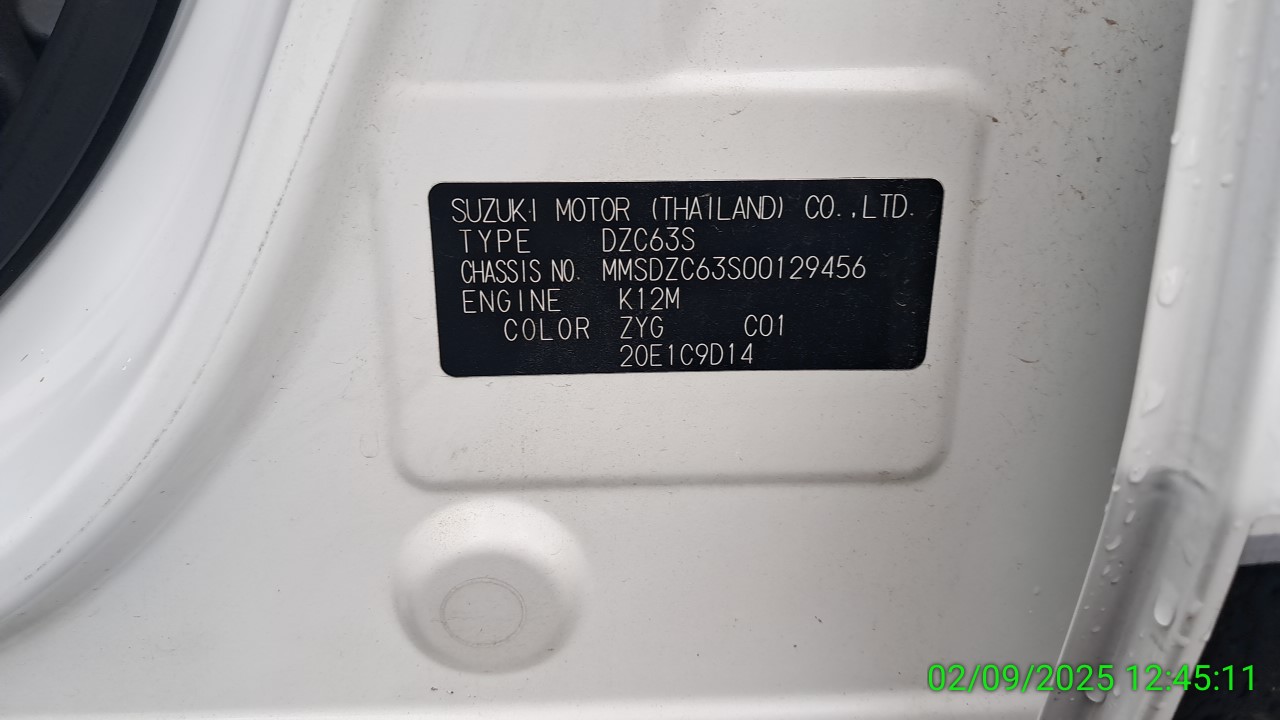 SUZUKI MOTOR (THAILAND) CO.,LTD.
TYPE DZC63S
CHASSIS NO. MMSDZC63S00129456
ENGINE K12M
COLOR ZYG C01
20E1C9D14
02/09/2025 12:45:11